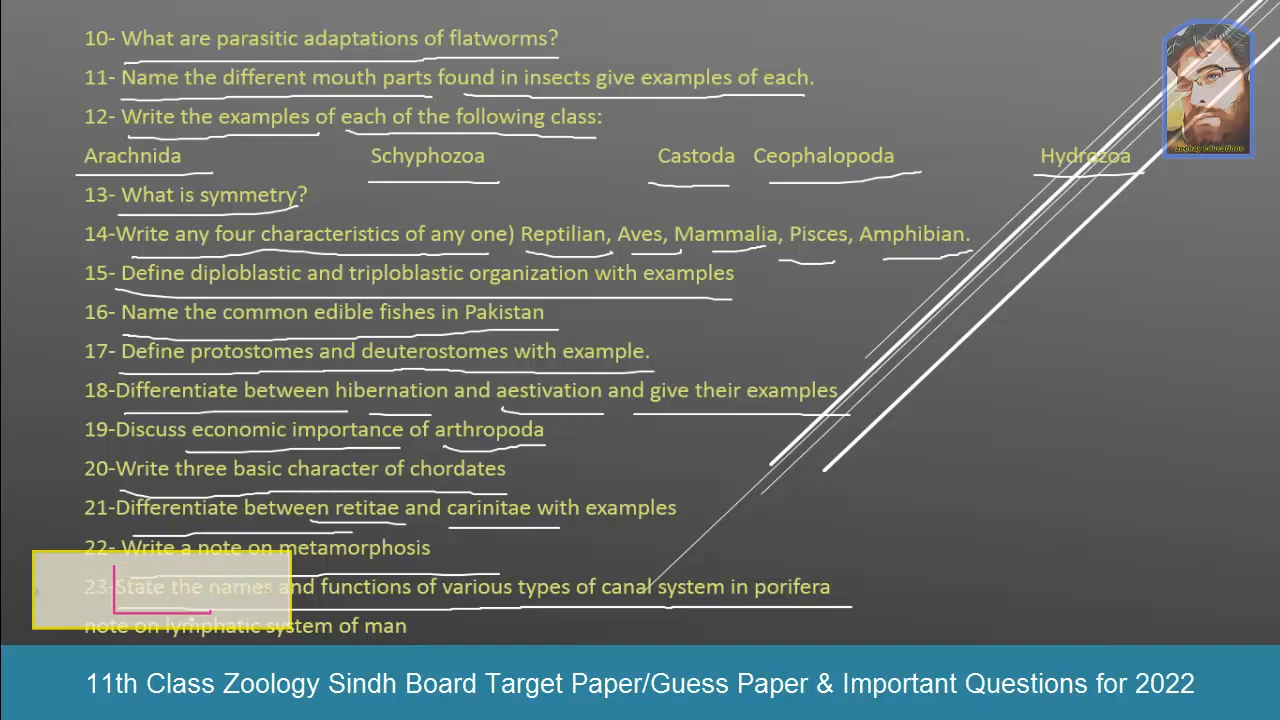 10- What are parasitic adaptations of flatworms?
11- Name the different mouth parts found in insects give examples of each.
12- Write the examples of each of the following class:
Arachnida Schyphozoa Castoda Ceophalopoda Hydrozoa
13- What is symmetry?
14-Write any four characteristics of any one) Reptilian, Aves, Mammalia, Pisces, Amphibian.
15- Define diploblastic and triploblastic organization with examples
16- Name the common edible fishes in Pakistan
17- Define protostomes and deuterostomes with example.
18-Differentiate between hibernation and aestivation and give their examples
19-Discuss economic importance of arthropoda
20-Write three basic character of chordates
21-Differentiate between retitae and carinitae with examples
22- Write a note on metamorphosis
23-State the names and functions of various types of canal system in porifera
note on lymphatic system of man
zookay educations
11th Class Zoology Sindh Board Target Paper/Guess Paper & Important Questions for 2022